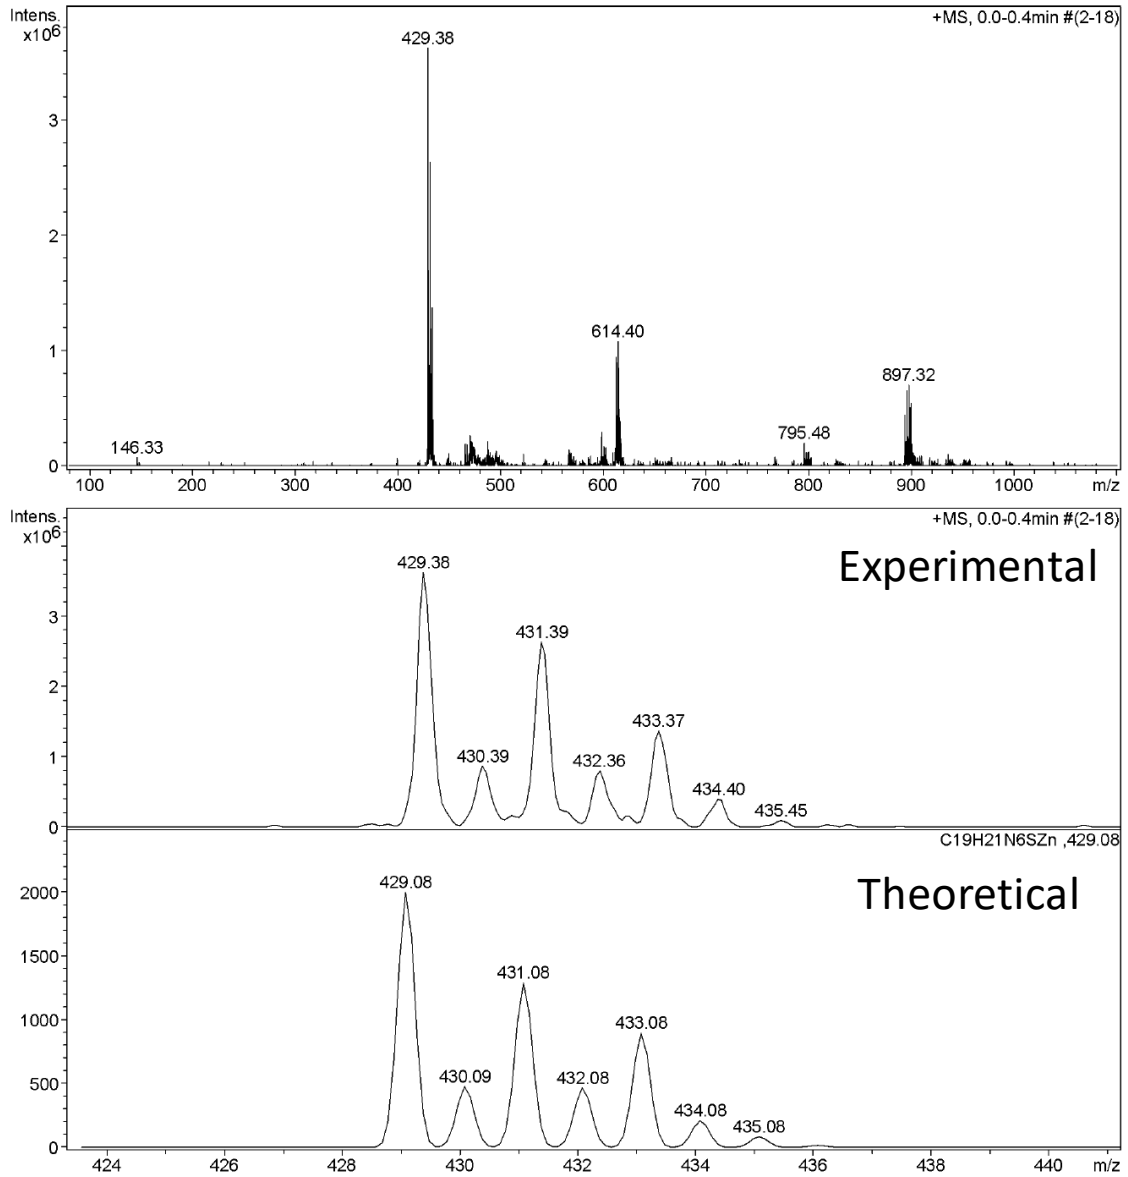 Intens.
x10⁶
+MS, 0.0-0.4min #(2-18)
429.38
3
2
1
0
614.40
897.32
795.48
146.33
100 200 300 400 500 600 700 800 900 1000 m/z
Intens.
x10⁶
+MS, 0.0-0.4min #(2-18)
Experimental
429.38
431.39
433.37
430.39
432.36
434.40
435.45
3
2
1
0
C19H21N6SZn ,429.08
Theoretical
429.08
431.08
433.08
430.09
432.08
434.08
435.08
2000
1500
1000
500
0
424 426 428 430 432 434 436 438 440 m/z